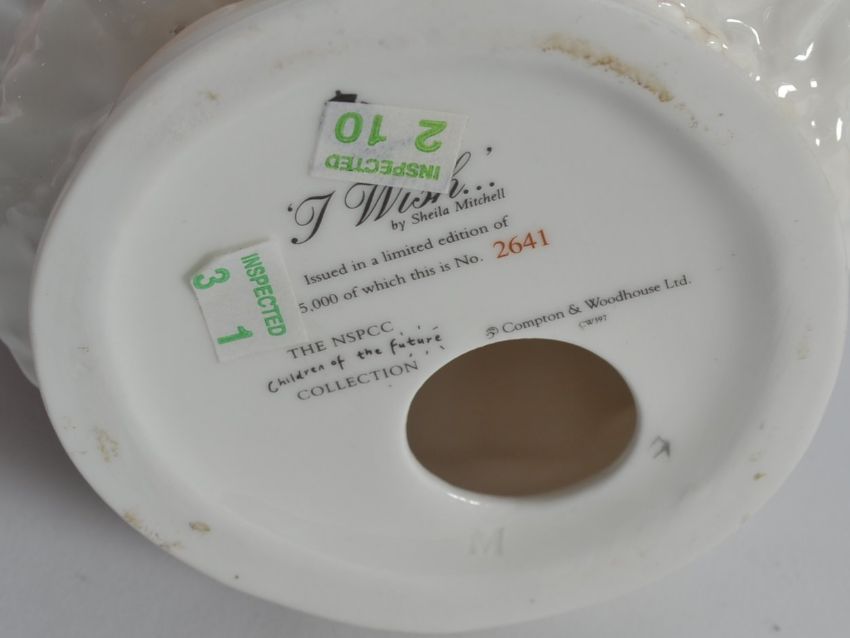 2 10
INSPECTED
'I Wish...'
by Sheila Mitchell
Issued in a limited edition of
5,000 of which this is No. 2641
INSPECTED
3 1
THE NSPCC
Children of the future
COLLECTION
© Compton & Woodhouse Ltd.
CW397
M